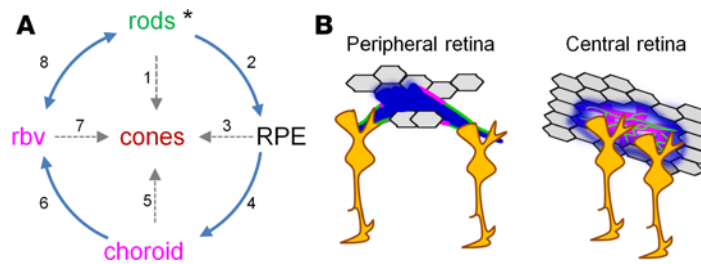 A
rods *
8
2
1
rbv
7
cones
3
RPE
6
5
4
choroid
B
Peripheral retina
Central retina